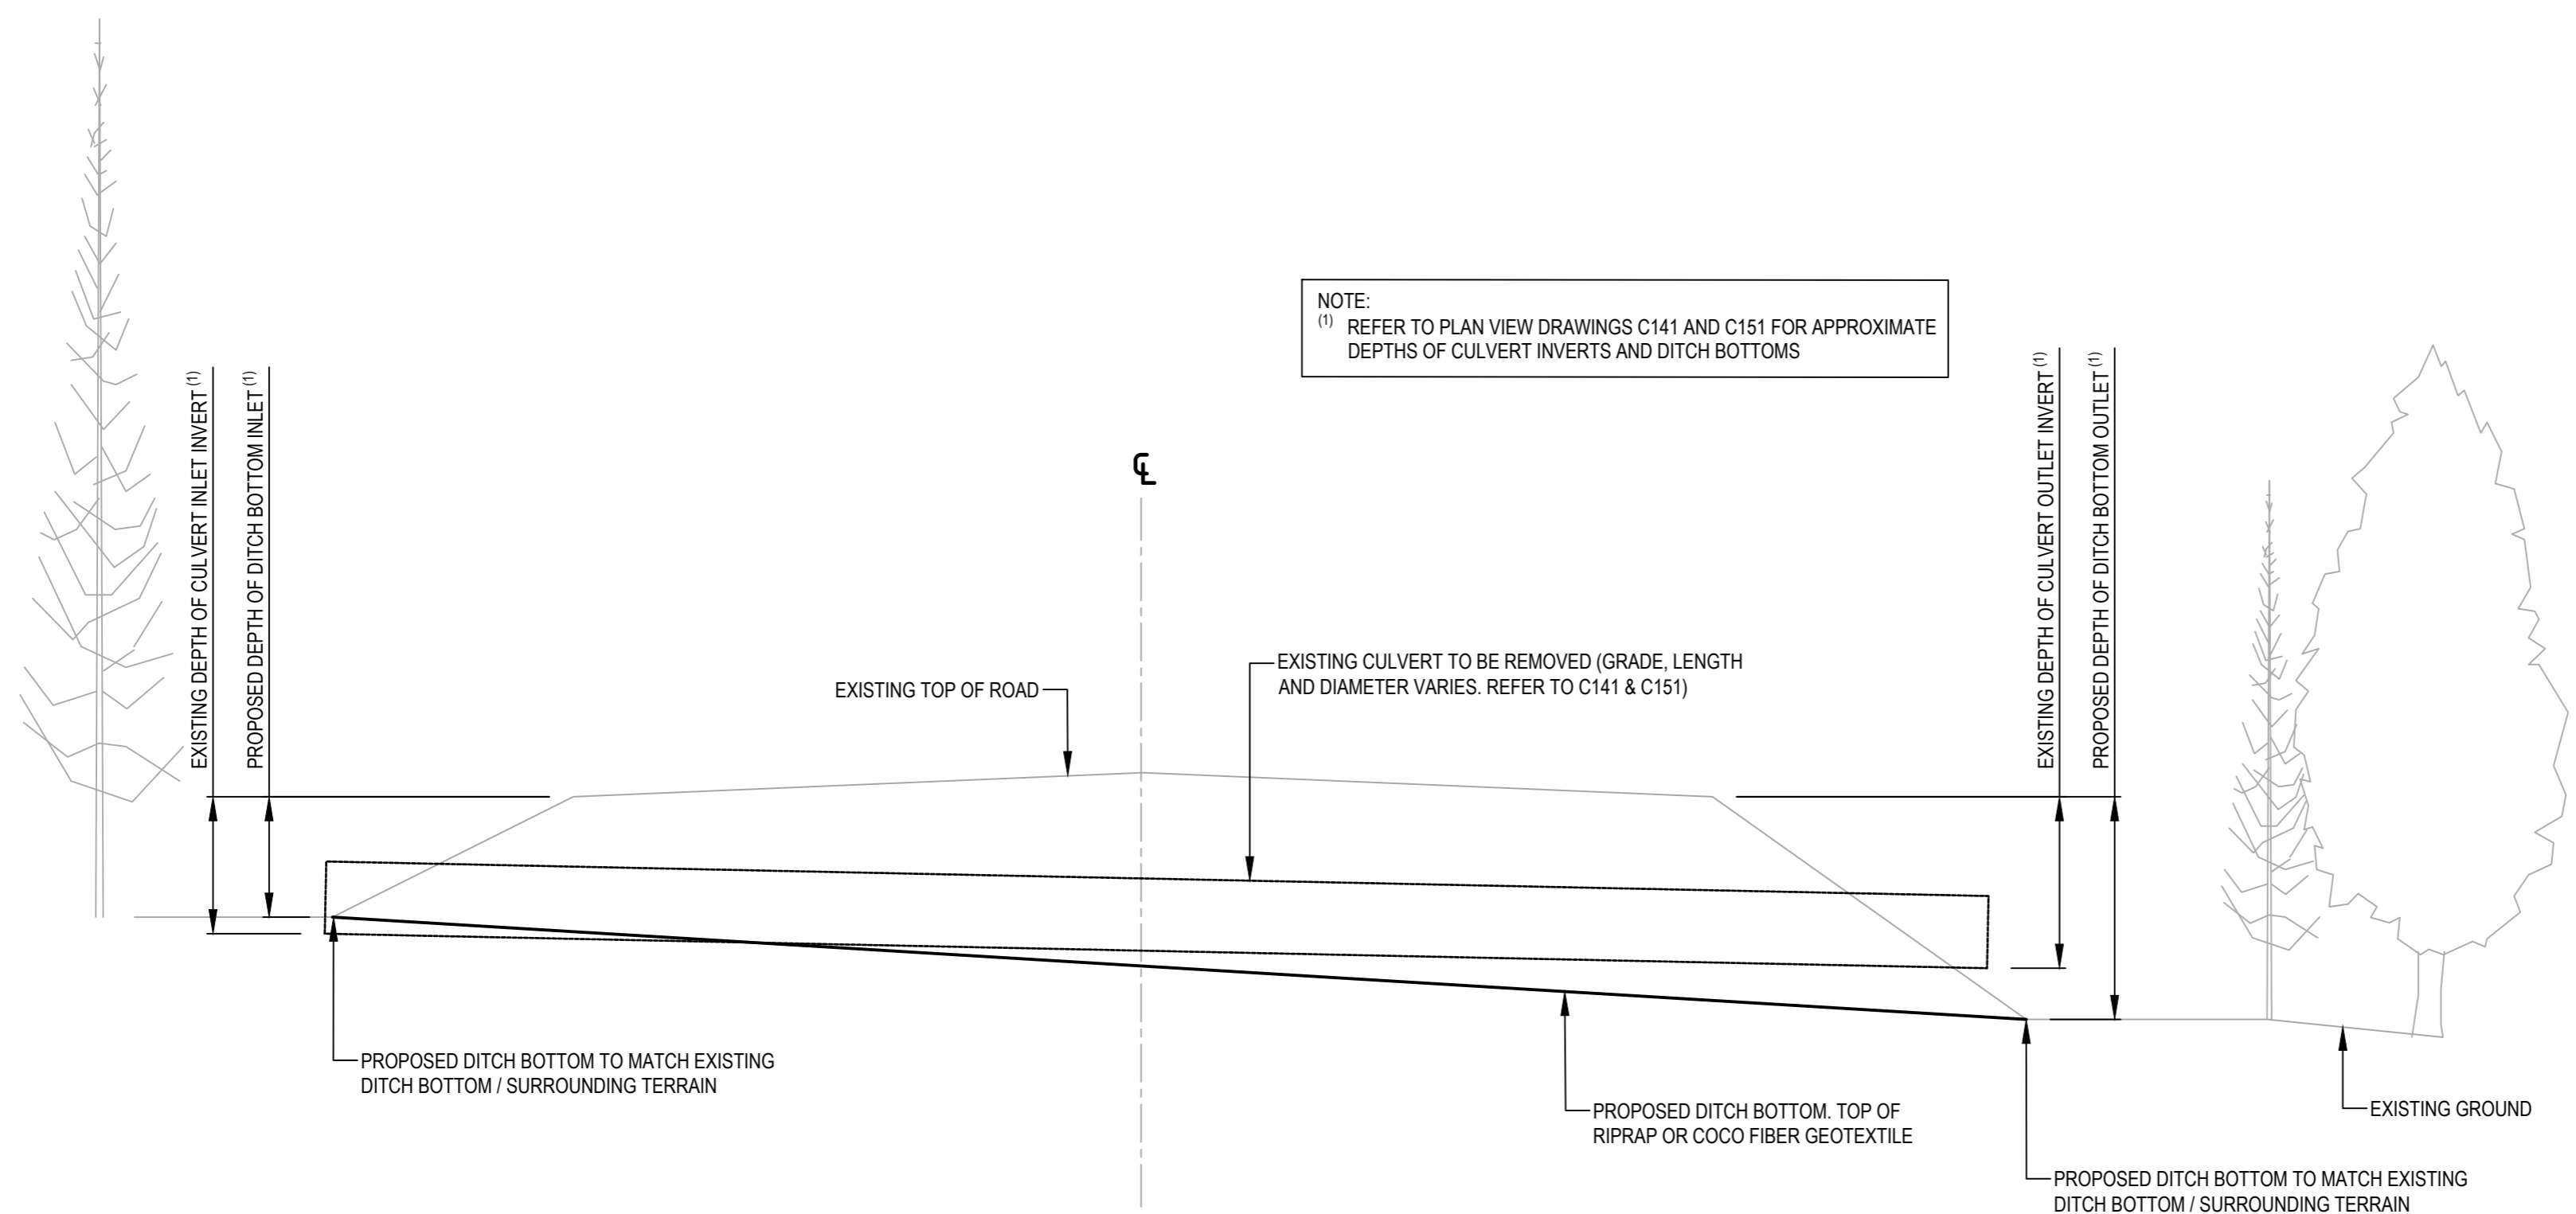 NOTE:
(1) REFER TO PLAN VIEW DRAWINGS C141 AND C151 FOR APPROXIMATE
DEPTHS OF CULVERT INVERTS AND DITCH BOTTOMS
EXISTING DEPTH OF CULVERT INLET INVERT (1)
PROPOSED DEPTH OF DITCH BOTTOM INLET (1)
EXISTING DEPTH OF CULVERT OUTLET INVERT (1)
PROPOSED DEPTH OF DITCH BOTTOM OUTLET (1)
℄
EXISTING TOP OF ROAD
EXISTING CULVERT TO BE REMOVED (GRADE, LENGTH
AND DIAMETER VARIES. REFER TO C141 & C151)
PROPOSED DITCH BOTTOM TO MATCH EXISTING
DITCH BOTTOM / SURROUNDING TERRAIN
PROPOSED DITCH BOTTOM. TOP OF
RIPRAP OR COCO FIBER GEOTEXTILE
EXISTING GROUND
PROPOSED DITCH BOTTOM TO MATCH EXISTING
DITCH BOTTOM / SURROUNDING TERRAIN